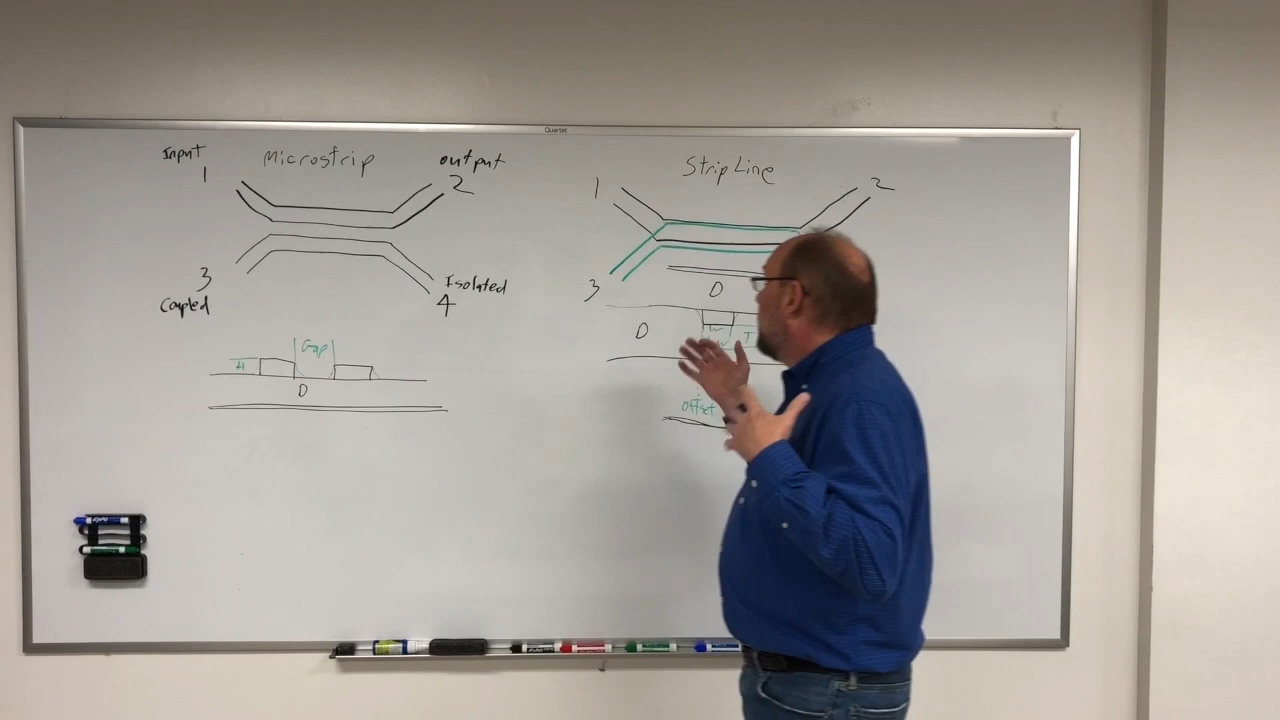 Quartet
Input
Microstrip
output
1
2
3
Coupled
Isolated
4
Gap
H
D
Strip Line
1
2
3
D
D
W
T
offset
EXPO